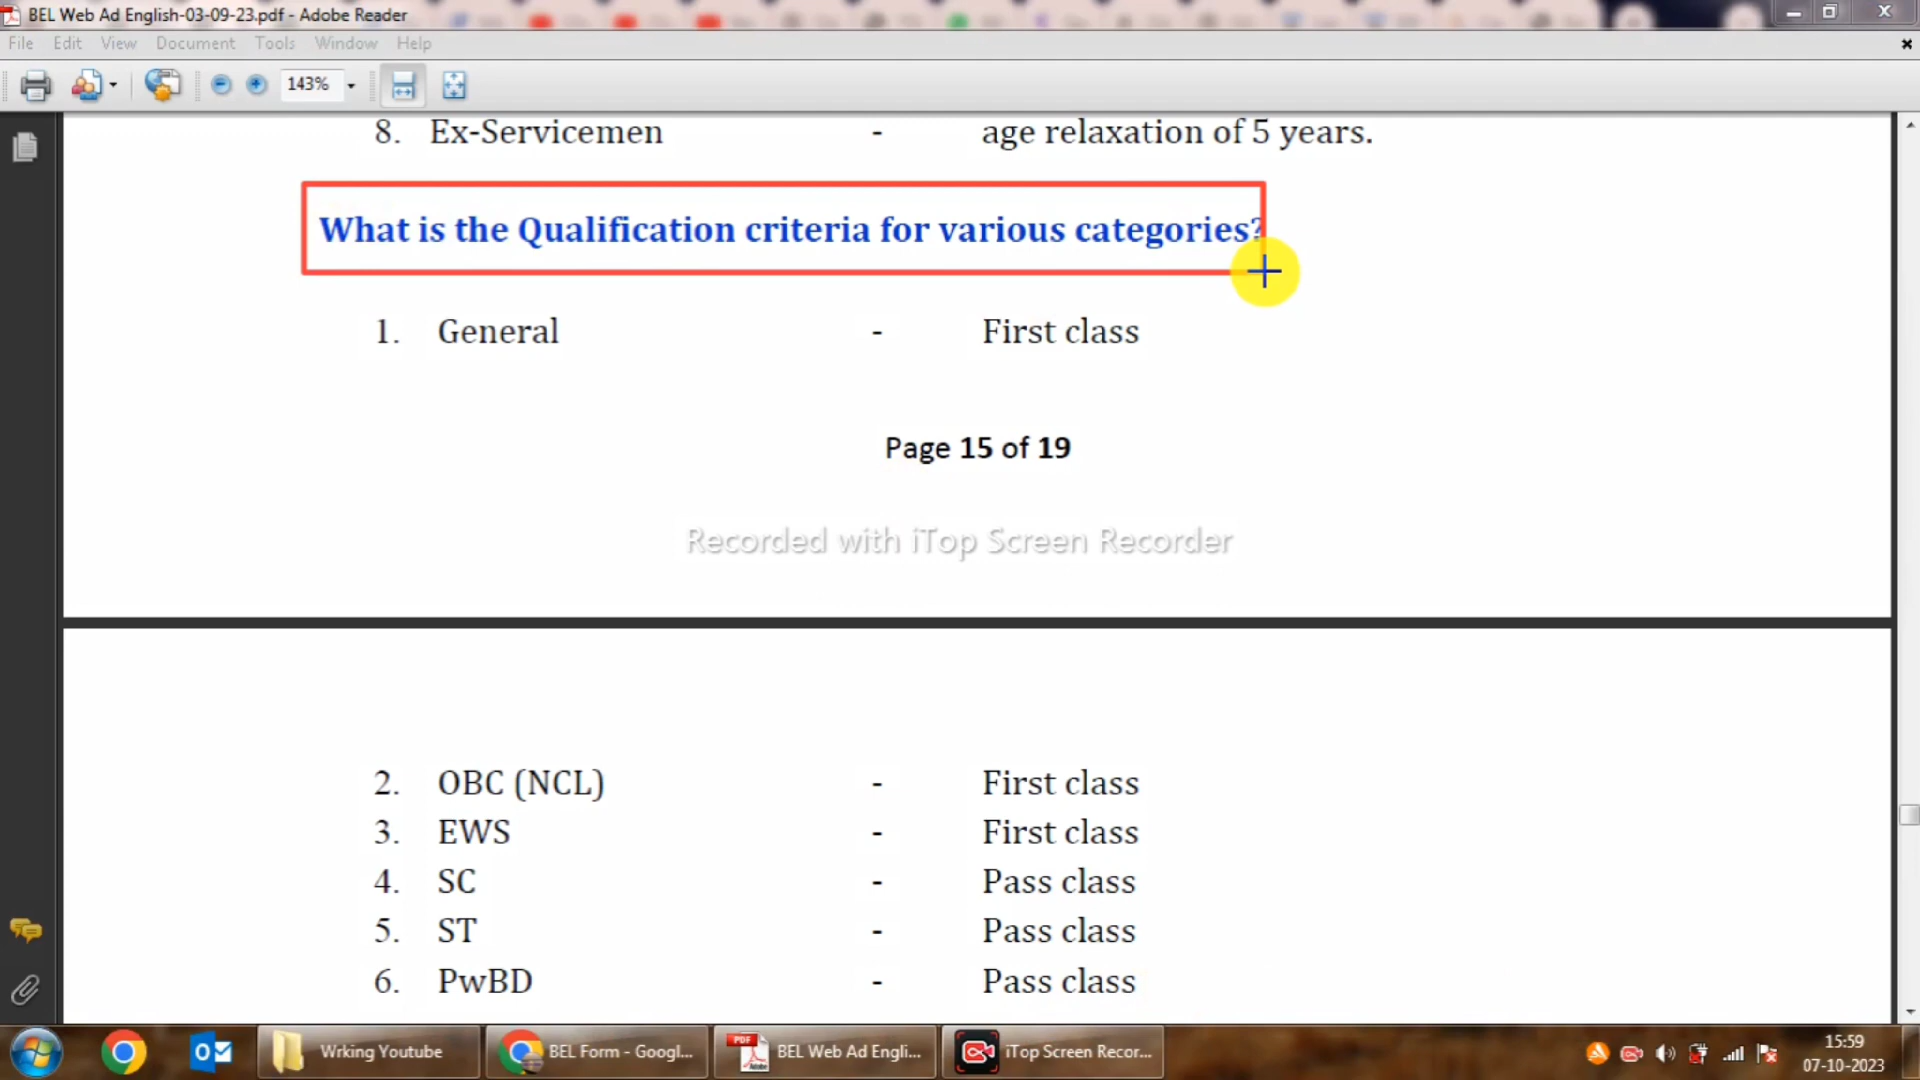 BEL Web Ad English-03-09-23.pdf - Adobe Reader
File Edit View Document Tools Window Help
143%
8. Ex-Servicemen - age relaxation of 5 years.
What is the Qualification criteria for various categories?
1. General - First class
Page 15 of 19
Recorded with iTop Screen Recorder
2. OBC (NCL) - First class
3. EWS - First class
4. SC - Pass class
5. ST - Pass class
6. PwBD - Pass class
Wrking Youtube
BEL Form - Googl...
BEL Web Ad Engli...
iTop Screen Recor...
15:59
07-10-2023